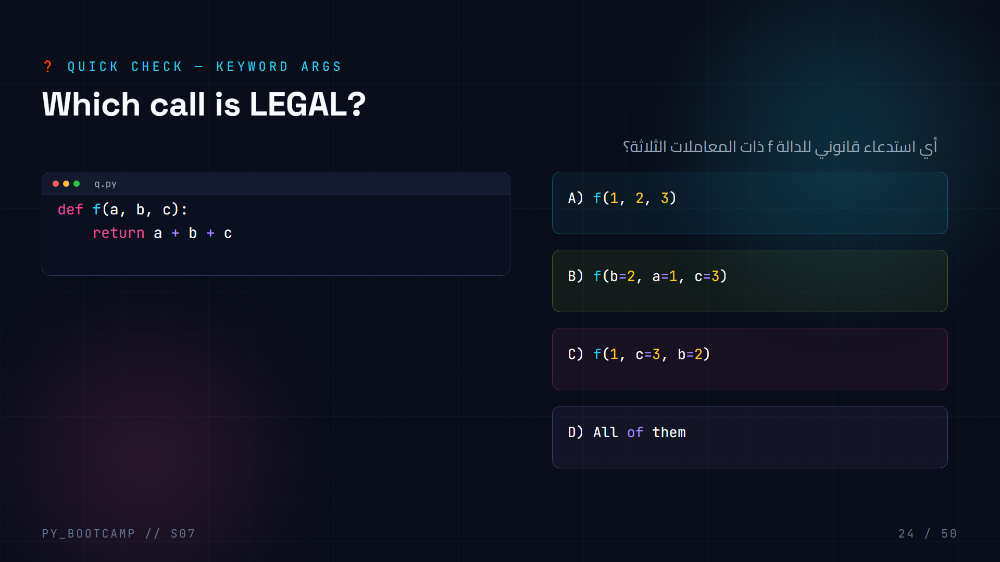 ❓ QUICK CHECK — KEYWORD ARGS
Which call is LEGAL?
أي استدعاء قانوني للدالة f ذات المعاملات الثلاثة؟
q.py
def f(a, b, c):
    return a + b + c
A) f(1, 2, 3)
B) f(b=2, a=1, c=3)
C) f(1, c=3, b=2)
D) All of them
PY_BOOTCAMP // S07
24 / 50